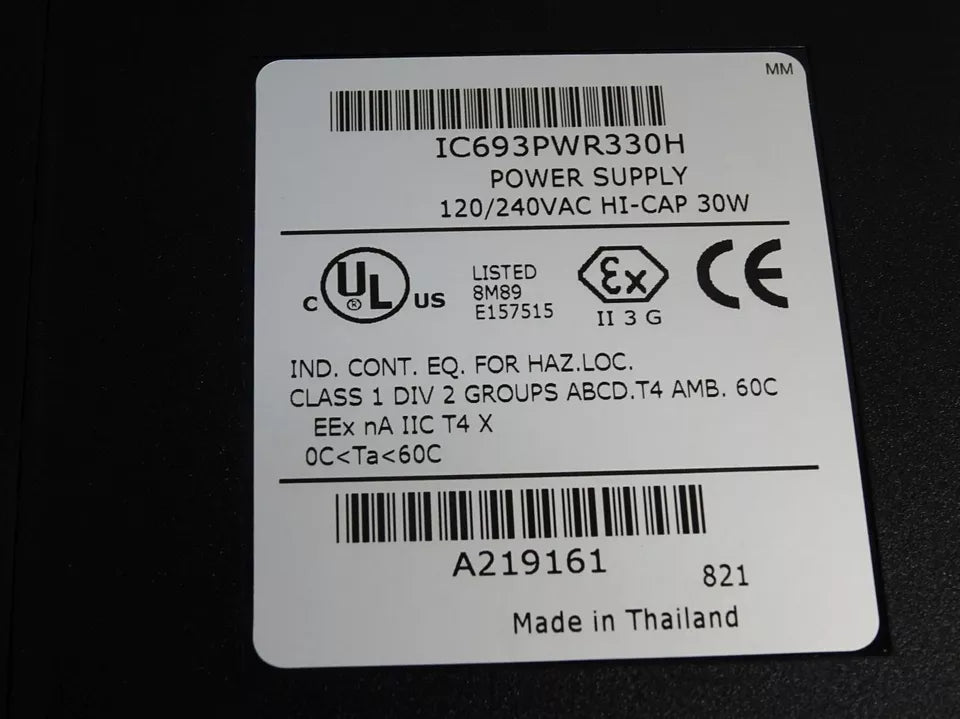 MM
IC693PWR330H
POWER SUPPLY
120/240VAC HI-CAP 30W
C UL ® US
LISTED
8M89
E157515
Ex
II 3 G
CE
IND. CONT. EQ. FOR HAZ.LOC.
CLASS 1 DIV 2 GROUPS ABCD.T4 AMB. 60C
EEx nA IIC T4 X
0C<Ta<60C
A219161
821
Made in Thailand